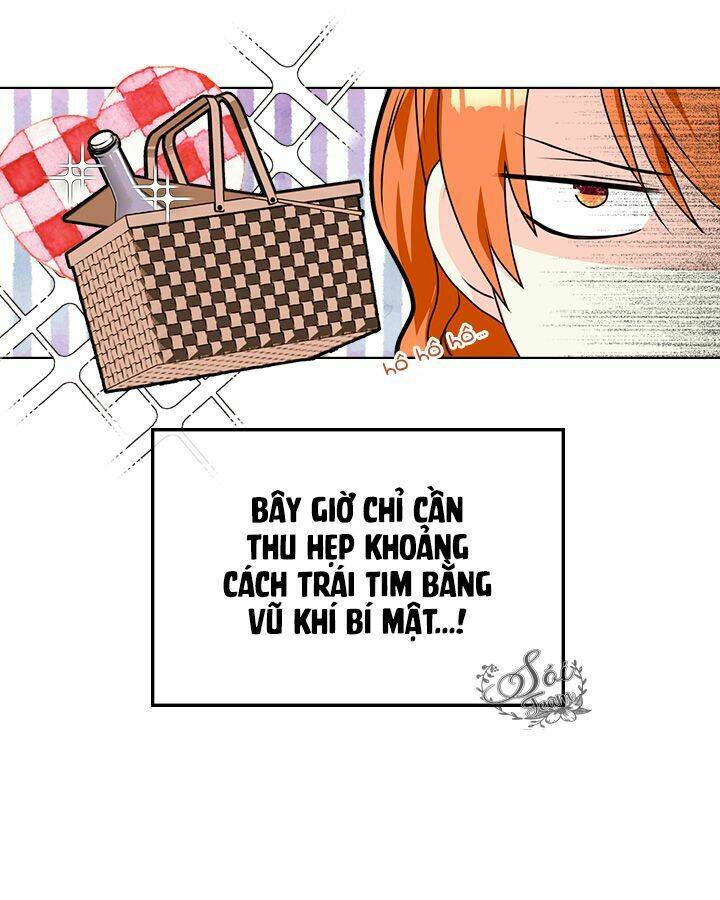 hô hô hô...
BÂY GIỜ CHỈ CẦN
THU HẸP KHOẢNG
CÁCH TRÁI TIM BẰNG
VŨ KHÍ BÍ MẬT...!
Sói
Team